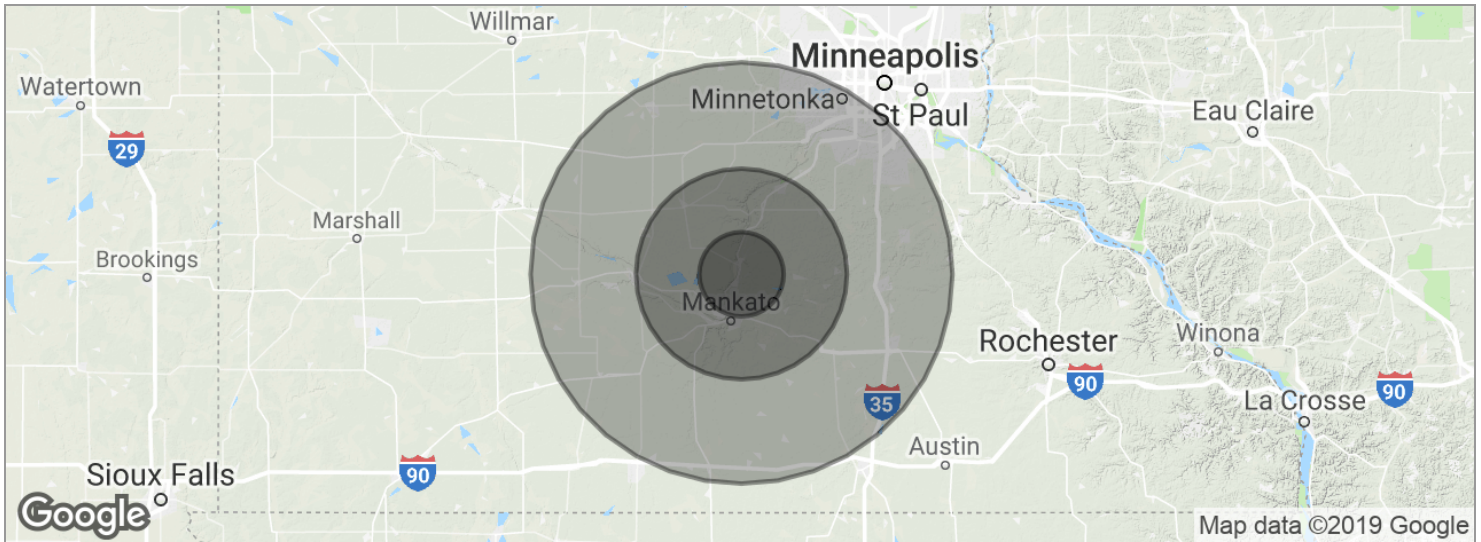 Willmar
Minneapolis
Watertown
Minnetonka
St Paul
Eau Claire
29
Marshall
Brookings
Mankato
Rochester
Winona
90
90
35
La Crosse
Austin
Sioux Falls
90
Google
Map data ©2019 Google